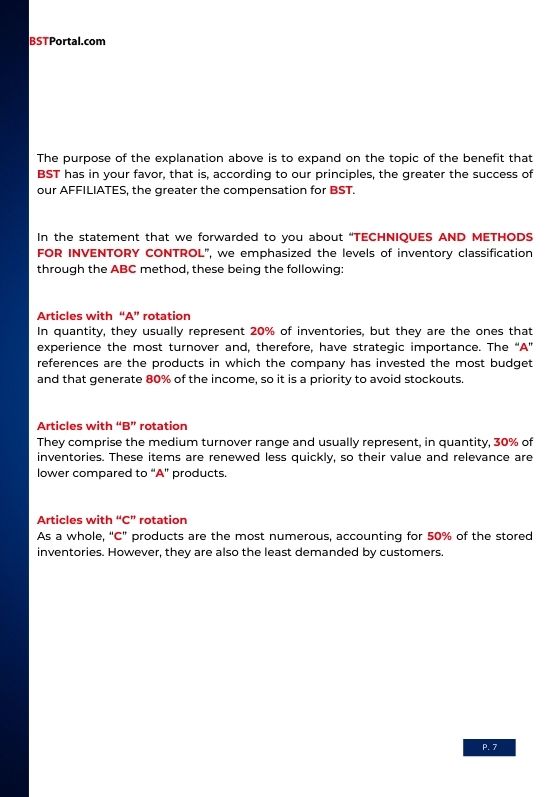 BSTPortal.com
The purpose of the explanation above is to expand on the topic of the benefit that
BST has in your favor, that is, according to our principles, the greater the success of
our AFFILIATES, the greater the compensation for BST.
In the statement that we forwarded to you about “TECHNIQUES AND METHODS
FOR INVENTORY CONTROL”, we emphasized the levels of inventory classification
through the ABC method, these being the following:
Articles with “A” rotation
In quantity, they usually represent 20% of inventories, but they are the ones that
experience the most turnover and, therefore, have strategic importance. The “A”
references are the products in which the company has invested the most budget
and that generate 80% of the income, so it is a priority to avoid stockouts.
Articles with “B” rotation
They comprise the medium turnover range and usually represent, in quantity, 30% of
inventories. These items are renewed less quickly, so their value and relevance are
lower compared to “A” products.
Articles with “C” rotation
As a whole, “C” products are the most numerous, accounting for 50% of the stored
inventories. However, they are also the least demanded by customers.
P. 7